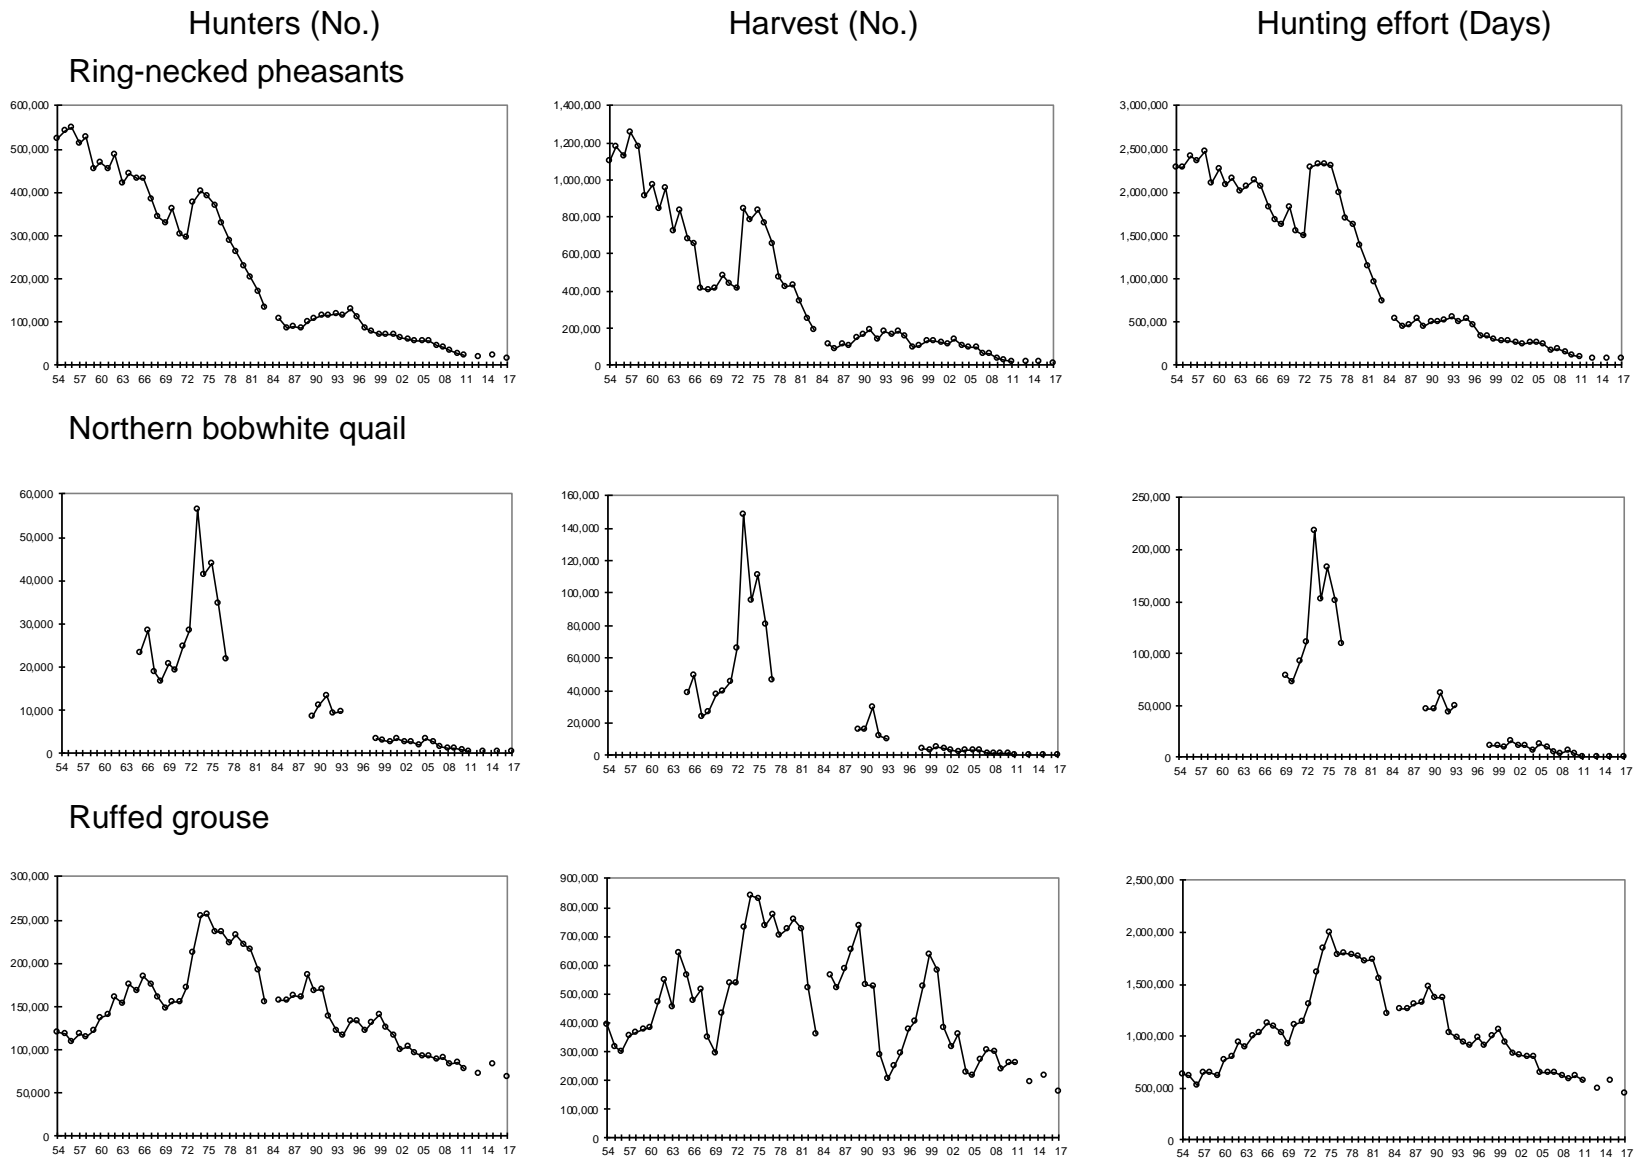 Hunters (No.) Harvest (No.) Hunting effort (Days)
Ring-necked pheasants
600,000 1,400,000 3,000,000
500,000 1,200,000 2,500,000
400,000 1,000,000 2,000,000
300,000 800,000 1,500,000
200,000 600,000 1,000,000
100,000 400,000 500,000
0 200,000 0
0
54 57 60 63 66 69 72 75 78 81 84 87 90 93 96 99 02 05 08 11 14 17 54 57 60 63 66 69 72 75 78 81 84 87 90 93 96 99 02 05 08 11 14 17 54 57 60 63 66 69 72 75 78 81 84 87 90 93 96 99 02 05 08 11 14 17
Northern bobwhite quail
60,000 160,000 250,000
50,000 140,000 200,000
40,000 120,000 150,000
30,000 100,000 100,000
20,000 80,000 50,000
10,000 60,000 0
0 40,000
20,000
0
54 57 60 63 66 69 72 75 78 81 84 87 90 93 96 99 02 05 08 11 14 17 54 57 60 63 66 69 72 75 78 81 84 87 90 93 96 99 02 05 08 11 14 17 54 57 60 63 66 69 72 75 78 81 84 87 90 93 96 99 02 05 08 11 14 17
Ruffed grouse
300,000 900,000 2,500,000
250,000 800,000 2,000,000
200,000 700,000 1,500,000
150,000 600,000 1,000,000
100,000 500,000 500,000
50,000 400,000 0
0 300,000
200,000
100,000
0
54 57 60 63 66 69 72 75 78 81 84 87 90 93 96 99 02 05 08 11 14 17 54 57 60 63 66 69 72 75 78 81 84 87 90 93 96 99 02 05 08 11 14 17 54 57 60 63 66 69 72 75 78 81 84 87 90 93 96 99 02 05 08 11 14 17